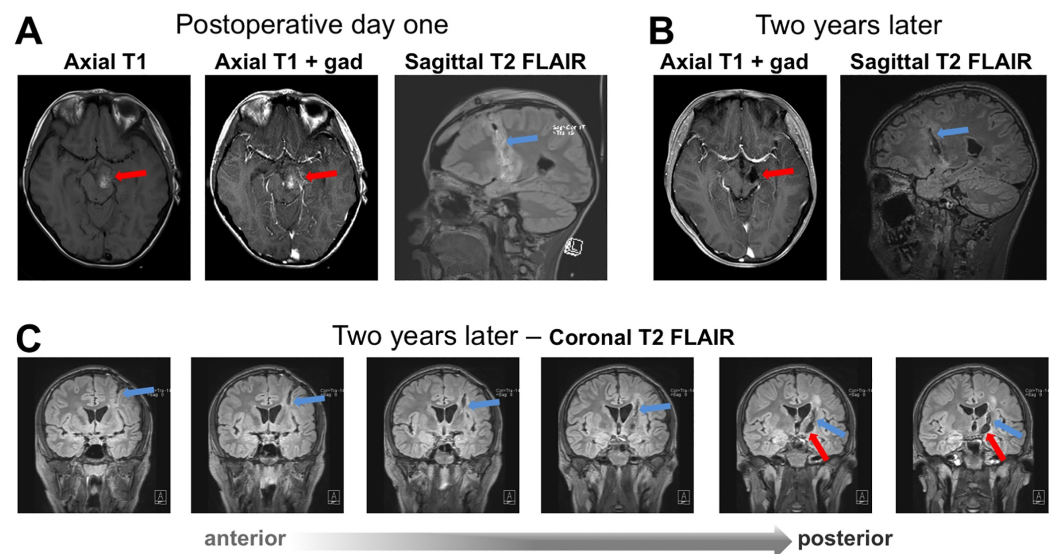 A
Postoperative day one
Axial T1
Axial T1 + gad
Sagittal T2 FLAIR
B
Two years later
Axial T1 + gad
Sagittal T2 FLAIR
C
Two years later – Coronal T2 FLAIR
A
A
A
A
A
A
anterior
posterior